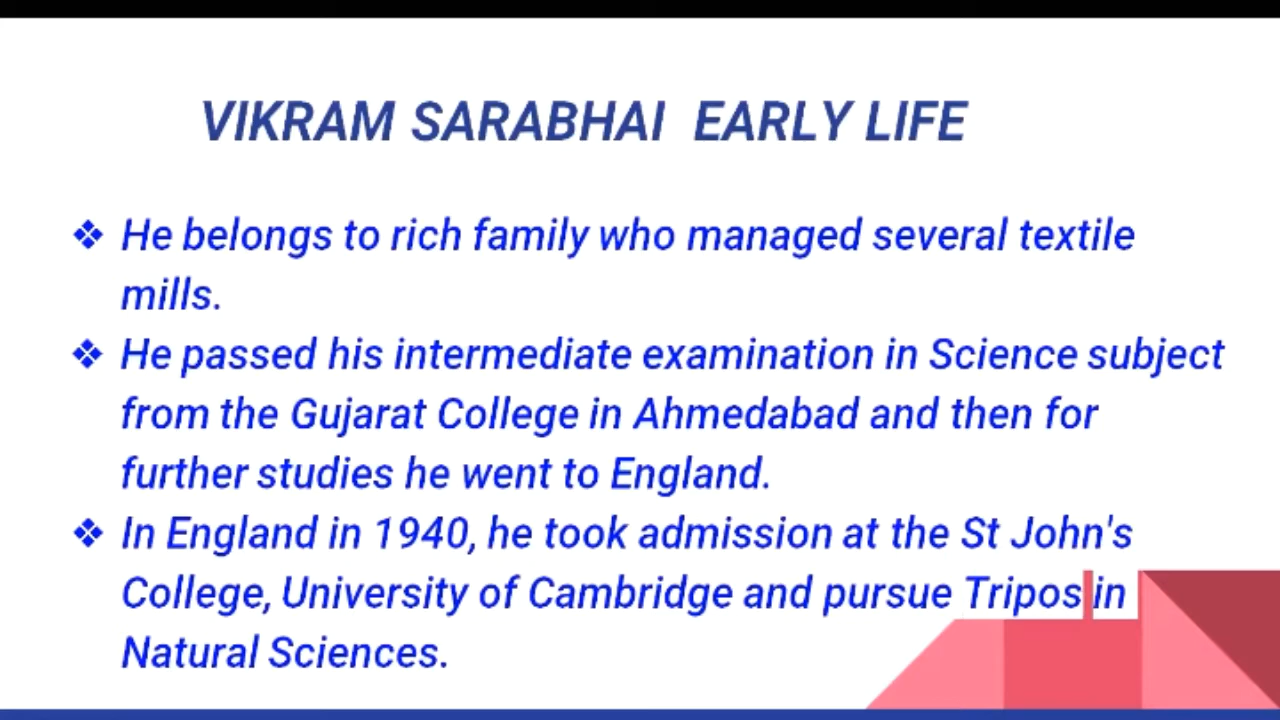 VIKRAM SARABHAI EARLY LIFE
❖ He belongs to rich family who managed several textile
mills.
❖ He passed his intermediate examination in Science subject
from the Gujarat College in Ahmedabad and then for
further studies he went to England.
❖ In England in 1940, he took admission at the St John's
College, University of Cambridge and pursue Tripos in
Natural Sciences.